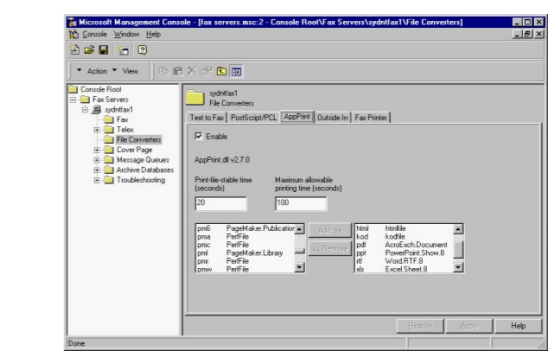 Microsoft Management Console - [fax servers.msc:2 - Console Root\Fax Servers\sydntfax1\File Converters]
Console Window Help
Action View
Console Root
Fax Servers
sydntfax1
Fax
Telex
File Converters
Cover Page
Message Queues
Archive Databases
Troubleshooting
sydntfax1
File Converters
Text to Fax PostScript/PCL AppPrint Outside In Fax Printer
Enable
AppPrint.dll v2.7.0
Print-file-stable time (seconds)
20
Maximum allowable printing time (seconds)
100
pm6 PageMaker.Publication
pma PerfFile
pmc PerfFile
pml PageMaker.Library
pmr PerfFile
pmw PerfFile
<< Remove
html htmlfile
kod kodfile
pdf AcroExch.Document
ppt PowerPoint.Show.8
rtf Word.RTF.8
xls Excel.Sheet.8
Restore Apply Help
Done